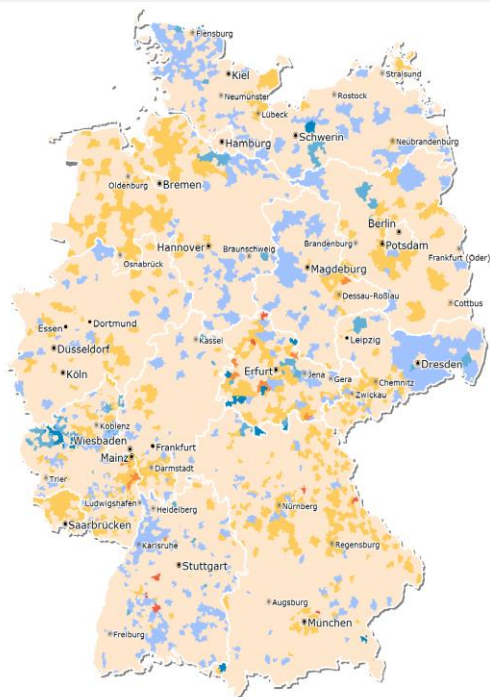 Flensburg
Kiel
Stralsund
Neumünster
Rostock
Lübeck
Hamburg
Schwerin
Neubrandenburg
Oldenburg
Bremen
Berlin
Hannover
Braunschweig
Brandenburg
Potsdam
Osnabrück
Frankfurt (Oder)
Magdeburg
Dessau-Roßlau
Cottbus
Essen
Dortmund
Kassel
Leipzig
Düsseldorf
Dresden
Köln
Erfurt
Jena
Gera
Chemnitz
Zwickau
Koblenz
Wiesbaden
Frankfurt
Mainz
Darmstadt
Trier
Ludwigshafen
Heidelberg
Nürnberg
Saarbrücken
Karlsruhe
Regensburg
Stuttgart
Augsburg
München
Freiburg